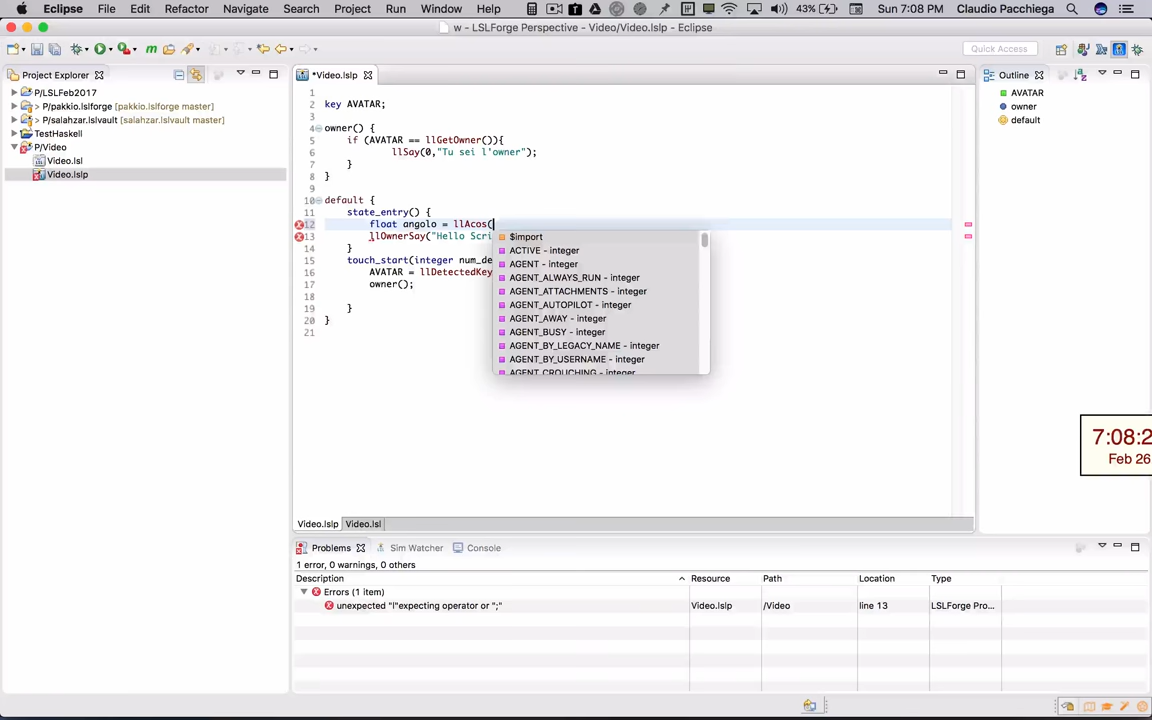 Eclipse File Edit Refactor Navigate Search Project Run Window Help 43% Sun 7:08 PM Claudio Pacchiega
w - LSLForge Perspective - Video/Video.lslp - Eclipse
Quick Access
Project Explorer
P/LSLFeb2017
> P/pakkio.lslforge [pakkio.lslforge master]
> P/salahzar.lslvault [salahzar.lslvault master]
TestHaskell
P/Video
Video.lsl
Video.lslp
*Video.lslp
1
2 key AVATAR;
3
4 owner() {
5 if (AVATAR == llGetOwner()){
6 llSay(0,"Tu sei l'owner");
7 }
8 }
9
10 default {
11 state_entry() {
12 float angolo = llAcos(
13 llOwnerSay("Hello Scri
14 }
15 touch_start(integer num_de
16 AVATAR = llDetectedKey
17 owner();
18
19 }
20 }
21
$import
ACTIVE - integer
AGENT - integer
AGENT_ALWAYS_RUN - integer
AGENT_ATTACHMENTS - integer
AGENT_AUTOPILOT - integer
AGENT_AWAY - integer
AGENT_BUSY - integer
AGENT_BY_LEGACY_NAME - integer
AGENT_BY_USERNAME - integer
AGENT_CROUCHING - integer
Video.lslp Video.lsl
Outline
AVATAR
owner
default
7:08:2
Feb 26
Problems Sim Watcher Console
1 error, 0 warnings, 0 others
Description Resource Path Location Type
Errors (1 item)
unexpected "l"expecting operator or ";" Video.lslp /Video line 13 LSLForge Pro...